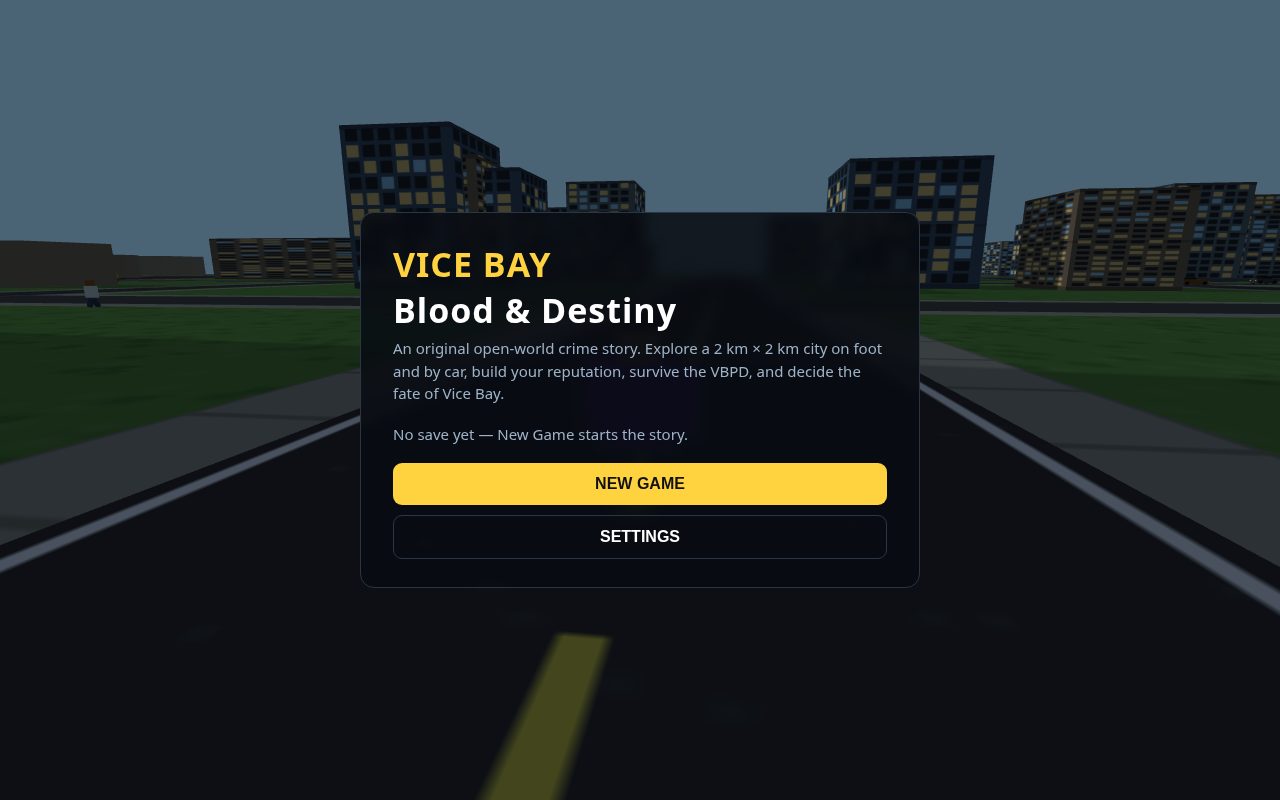 VICE BAY
Blood & Destiny
An original open-world crime story. Explore a 2 km × 2 km city on foot
and by car, build your reputation, survive the VBPD, and decide the
fate of Vice Bay.
No save yet — New Game starts the story.
NEW GAME
SETTINGS